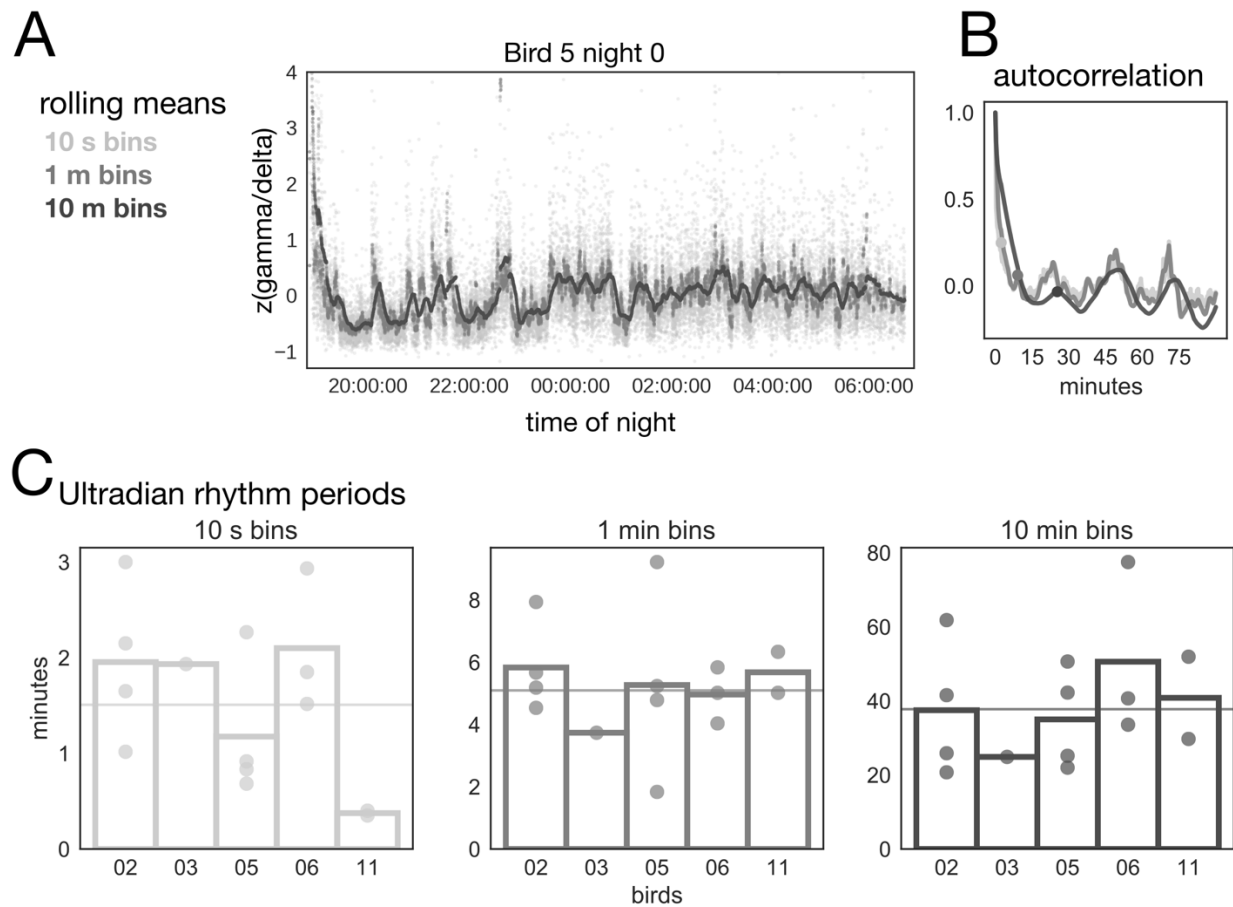 A
Bird 5 night 0
rolling means
10 s bins
1 m bins
10 m bins
z(gamma/delta)
4
3
2
1
0
−1
20:00:00 22:00:00 00:00:00 02:00:00 04:00:00 06:00:00
time of night
B
autocorrelation
1.0
0.5
0.0
0 15 30 45 60 75
minutes
C
Ultradian rhythm periods
10 s bins
minutes
3
2
1
0
02 03 05 06 11
1 min bins
8
6
4
2
0
02 03 05 06 11
birds
10 min bins
80
60
40
20
0
02 03 05 06 11